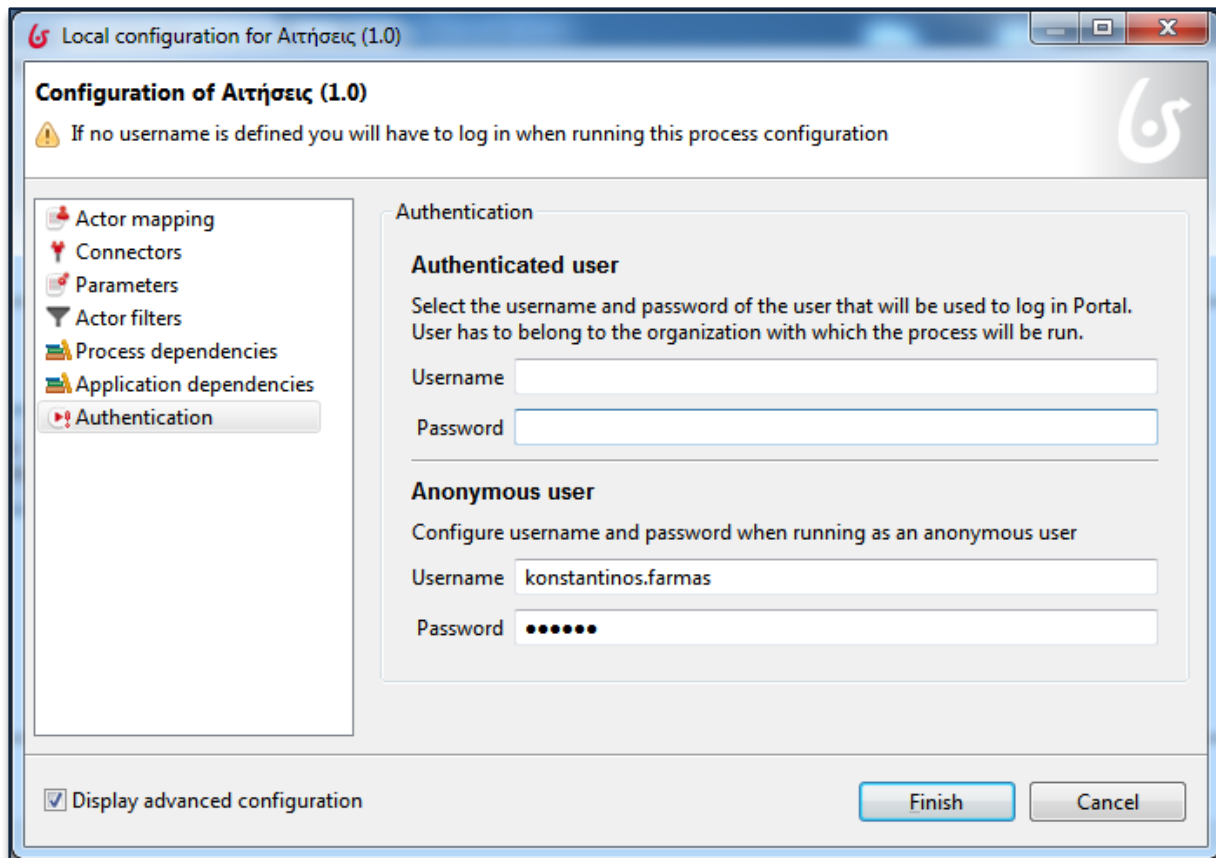 Local configuration for Αιτήσεις (1.0)
Configuration of Αιτήσεις (1.0)
If no username is defined you will have to log in when running this process configuration
Actor mapping
Connectors
Parameters
Actor filters
Process dependencies
Application dependencies
Authentication
Authentication
Authenticated user
Select the username and password of the user that will be used to log in Portal.
User has to belong to the organization with which the process will be run.
Username
Password
Anonymous user
Configure username and password when running as an anonymous user
Username konstantinos.farmas
Password ••••••
Display advanced configuration
Finish Cancel